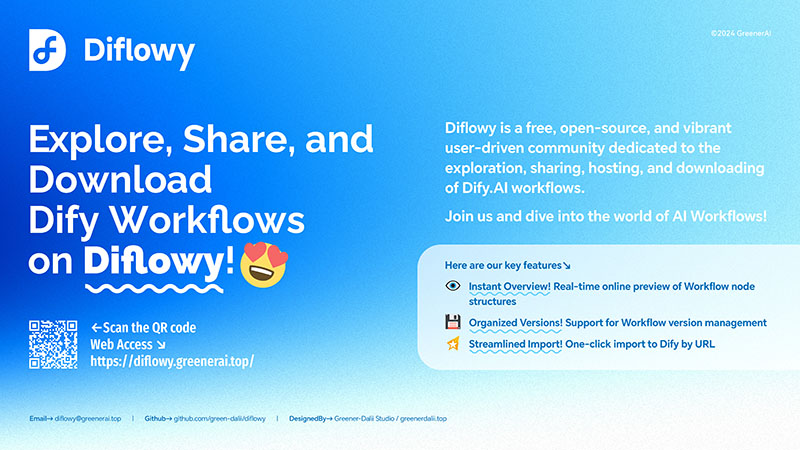 Diflowy
©2024 GreenerAI
Explore, Share, and
Download
Dify Workflows
on Diflowy!
←Scan the QR code
Web Access ↘
https://diflowy.greenerai.top/
Diflowy is a free, open-source, and vibrant
user-driven community dedicated to the
exploration, sharing, hosting, and downloading
of Dify.AI workflows.
Join us and dive into the world of AI Workflows!
Here are our key features↘
Instant Overview! Real-time online preview of Workflow node
structures
Organized Versions! Support for Workflow version management
Streamlined Import! One-click import to Dify by URL
Email→ diflowy@greenerai.top | Github→ github.com/green-dalii/diflowy | DesignedBy→ Greener-Dalii Studio / greenerdalii.top